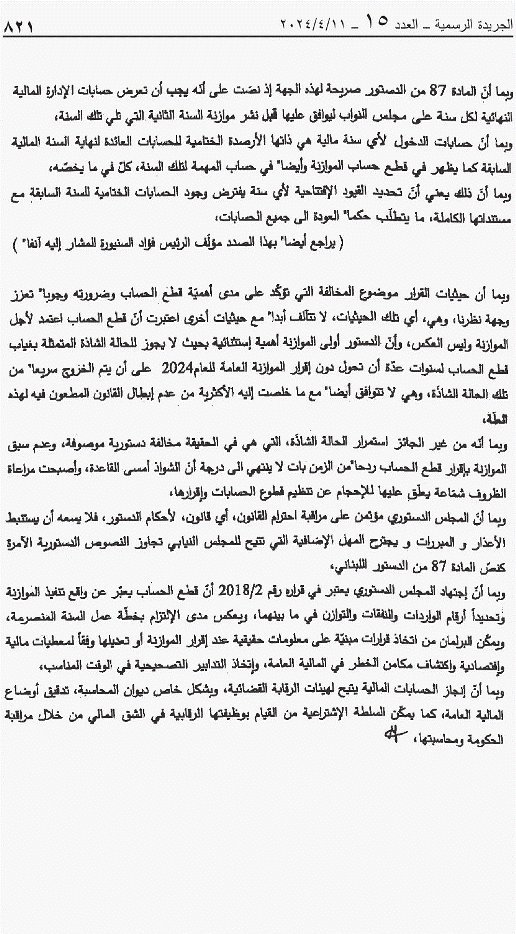 الجريدة الرسمية – العدد ١٥ – ٢٠٢٤/٤/١١ ٨٢١
وبما أنّ المادة 87 من الدستور صريحة لهذه الجهة إذ نصّت على أنّه يجب أن تعرض حسابات الإدارة المالية
النهائية لكل سنة على مجلس النواب ليوافق عليها قبل نشر موازنة السنة الثانية التي تلي تلك السنة،
وبما أنّ حسابات الدخول لأي سنة مالية هي ذاتها الأرصدة الختامية للحسابات العائدة لنهاية السنة المالية
السابقة كما يظهر في قطع حساب الموازنة وأيضا" في حساب المهمة لتلك السنة، كلّ في ما يخصّه،
وبما أنّ ذلك يعني أنّ تحديد القيود الإفتتاحية لأي سنة يفترض وجود الحسابات الختامية للسنة السابقة مع
مستنداتها الكاملة، ما يتطلّب حكما" العودة الى جميع الحسابات،
( يراجع أيضا" بهذا الصدد مؤلّف الرئيس فؤاد السنيورة المشار إليه آنفا" )
وبما أن حيثيات القرار موضوع المخالفة التي تؤكّد على مدى أهميّة قطع الحساب وضرورته وجوبا" تعزز
وجهة نظرنا، وهي، أي تلك الحيثيات، لا تتآلف أبدا" مع حيثيات أخرى اعتبرت أنّ قطع الحساب اعتمد لأجل
الموازنة وليس العكس، وأنّ الدستور أولى الموازنة أهمية إستثنائية بحيث لا يجوز للحالة الشاذة المتمثلة بغياب
قطع الحساب لسنوات عدّة أن تحول دون إقرار الموازنة العامة للعام2024 على أن يتم الخروج سريعا" من
تلك الحالة الشاذّة، وهي لا تتوافق أيضا" مع ما خلصت إليه الأكثرية من عدم إبطال القانون المطعون فيه لهذه
العلّة،
وبما أنه من غير الجائز استمرار الحالة الشاذّة، التي هي في الحقيقة مخالفة دستورية موصوفة، وعدم سبق
الموازنة بإقرار قطع الحساب ردحا"من الزمن بات لا ينتهي الى درجة أنّ الشواذ أمسى القاعدة، وأصبحت مراعاة
الظروف شماعة يعلّق عليها للإحجام عن تنظيم قطوع الحسابات وإقرارها،
وبما أنّ المجلس الدستوري مؤتمن على مراقبة احترام القانون، أي قانون، لأحكام الدستور، فلا يسعه أن يستنبط
الأعذار و المبررات و يجترح المهل الإضافية التي تتيح للمجلس النيابي تجاوز النصوص الدستورية الآمرة
كنصّ المادة 87 من الدستور اللبناني،
وبما أنّ إجتهاد المجلس الدستوري يعتبر في قراره رقم 2018/2 أنّ قطع الحساب يعبّر عن واقع تنفيذ الموازنة
وتحديداً أرقام الواردات والنفقات والتوازن في ما بينهما، ويعكس مدى الإلتزام بخطّة عمل السنة المنصرمة،
ويمكّن البرلمان من اتخاذ قرارات مبنيّة على معلومات حقيقية عند إقرار الموازنة أو تعديلها وفقاً لمعطيات مالية
وإقتصادية وإكتشاف مكامن الخطر في المالية العامة، وإتخاذ التدابير التصحيحية في الوقت المناسب،
وبما أنّ إنجاز الحسابات المالية يتيح لهيئات الرقابة القضائية، وبشكل خاص ديوان المحاسبة، تدقيق أوضاع
المالية العامة، كما يمكّن السلطة الإشتراعية من القيام بوظيفتها الرقابية في الشق المالي من خلال مراقبة
الحكومة ومحاسبتها،